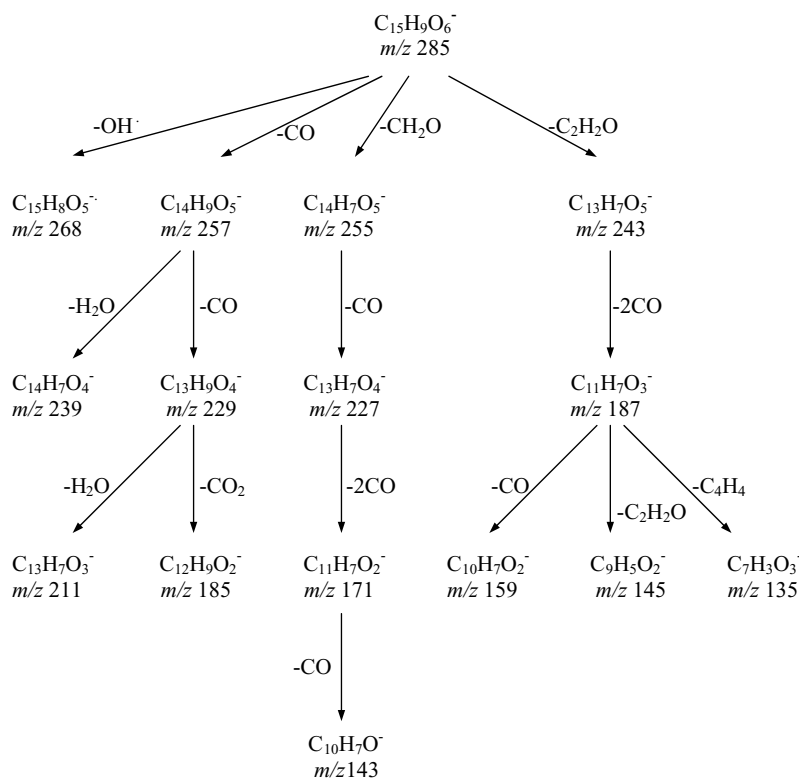 C₁₅H₉O₆⁻
m/z 285
-OH·
-CO
-CH₂O
-C₂H₂O
C₁₅H₈O₅⁻·
m/z 268
C₁₄H₉O₅⁻
m/z 257
C₁₄H₇O₅⁻
m/z 255
C₁₃H₇O₅⁻
m/z 243
-H₂O
-CO
-CO
-2CO
C₁₄H₇O₄⁻
m/z 239
C₁₃H₉O₄⁻
m/z 229
C₁₃H₇O₄⁻
m/z 227
C₁₁H₇O₃⁻
m/z 187
-H₂O
-CO₂
-2CO
-CO
-C₂H₂O
-C₄H₄
C₁₃H₇O₃⁻
m/z 211
C₁₂H₉O₂⁻
m/z 185
C₁₁H₇O₂⁻
m/z 171
C₁₀H₇O₂⁻
m/z 159
C₉H₅O₂⁻
m/z 145
C₇H₃O₃⁻
m/z 135
-CO
C₁₀H₇O⁻
m/z143